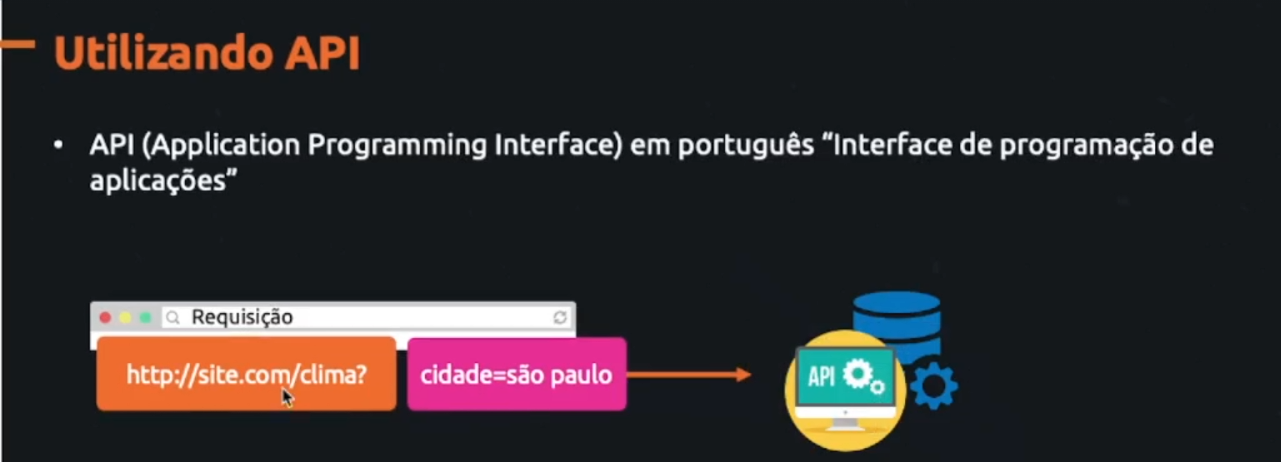 Utilizando API
• API (Application Programming Interface) em português “Interface de programação de
aplicações”
Requisição
http://site.com/clima?
cidade=são paulo
API